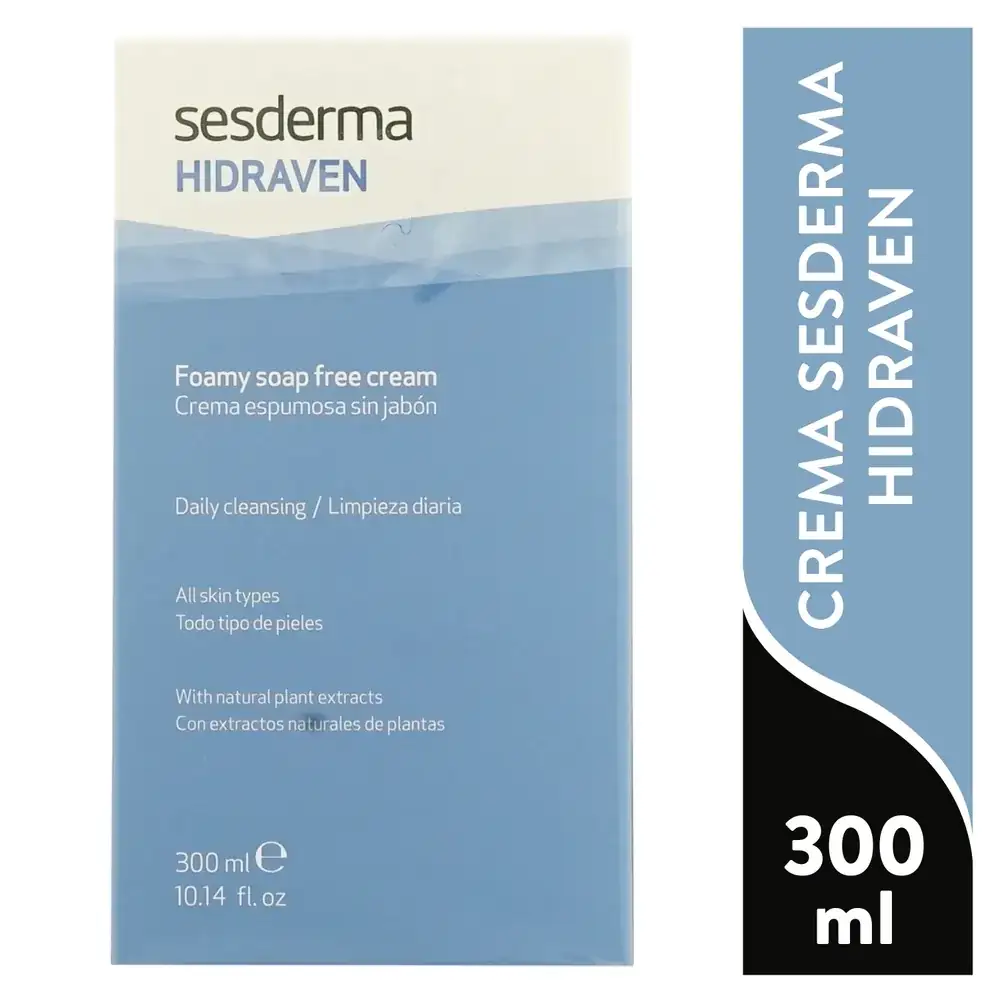 sesderma
HIDRAVEN
Foamy soap free cream
Crema espumosa sin jabón
Daily cleansing / Limpieza diaria
All skin types
Todo tipo de pieles
With natural plant extracts
Con extractos naturales de plantas
300 ml e
10.14 fl. oz
CREMA SESDERMA
HIDRAVEN
300
ml